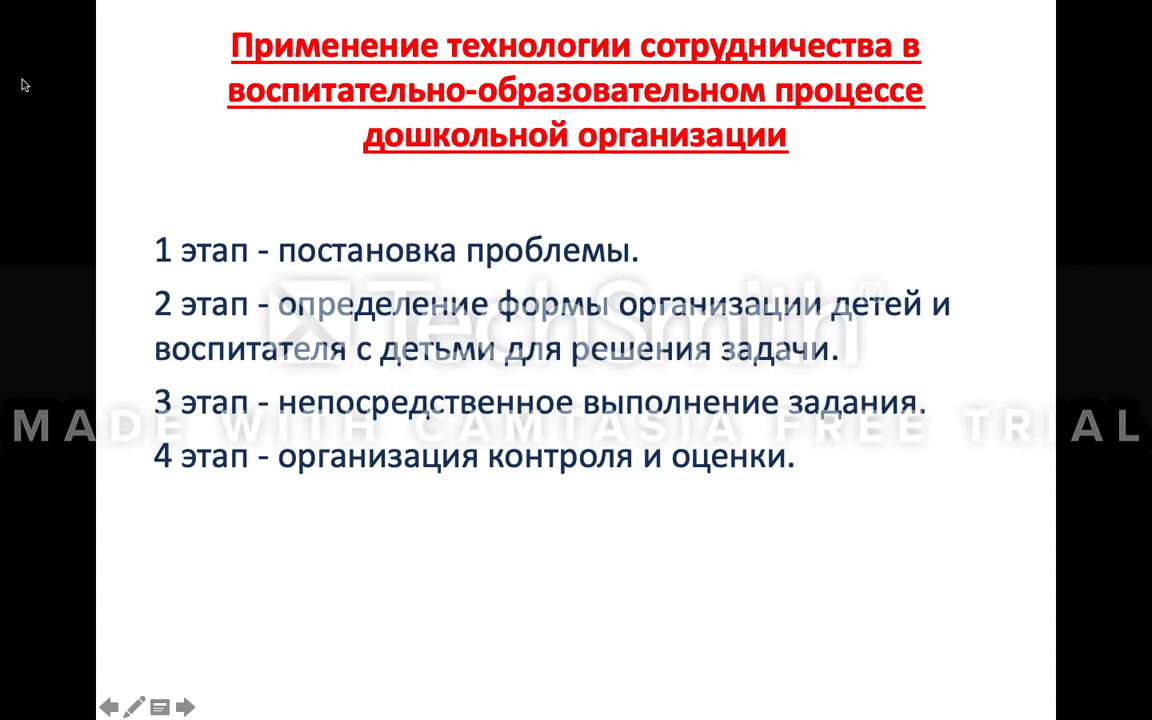 Применение технологии сотрудничества в
воспитательно-образовательном процессе
дошкольной организации
1 этап - постановка проблемы.
2 этап - определение формы организации детей и
воспитателя с детьми для решения задачи.
TechSmith®
3 этап - непосредственное выполнение задания.
MADE WITH CAMTASIA FREE TRIAL
4 этап - организация контроля и оценки.